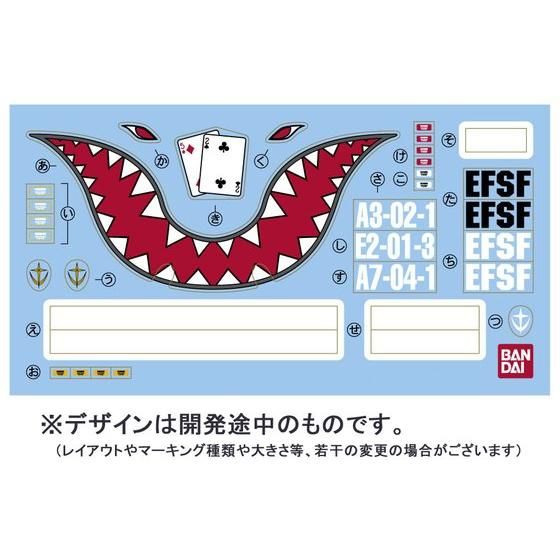 2
5
あ
か
き
く
け
こ
さ
そ
い
う
た
EFSF
EFSF
EFSF
EFSF
ち
し
す
A3-02-1
E2-01-3
A7-04-1
え
せ
つ
お
BAN
DAI
※デザインは開発途中のものです。
(レイアウトやマーキング種類や大きさ等、若干の変更の場合がございます)